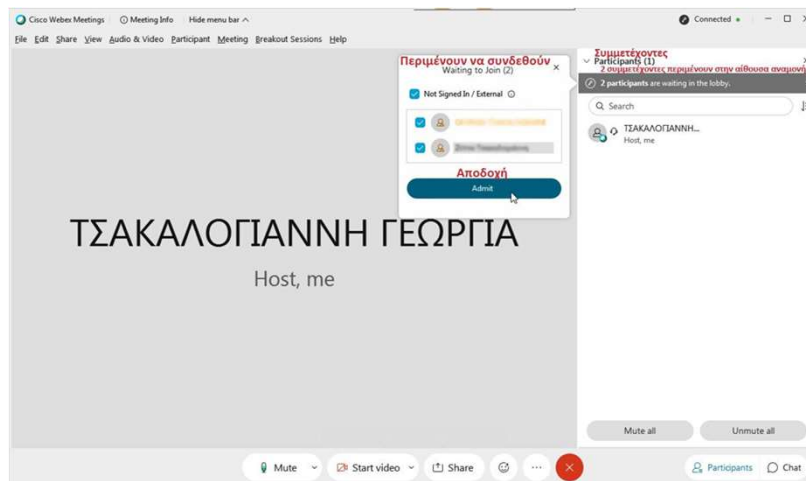 Cisco Webex Meetings
Meeting Info
Hide menu bar
Connected
File Edit Share View Audio & Video Participant Meeting Breakout Sessions Help
Περιμένουν να συνδεθούν
Waiting to Join (2)
Not Signed In / External
Αποδοχή
Admit
Συμμετέχοντες
Participants (1)
2 συμμετέχοντες περιμένουν στην αίθουσα αναμονή
2 participants are waiting in the lobby.
Search
ΤΣΑΚΑΛΟΓΙΑΝΝΗ...
Host, me
ΤΣΑΚΑΛΟΓΙΑΝΝΗ ΓΕΩΡΓΙΑ
Host, me
Mute all
Unmute all
Mute
Start video
Share
Participants
Chat